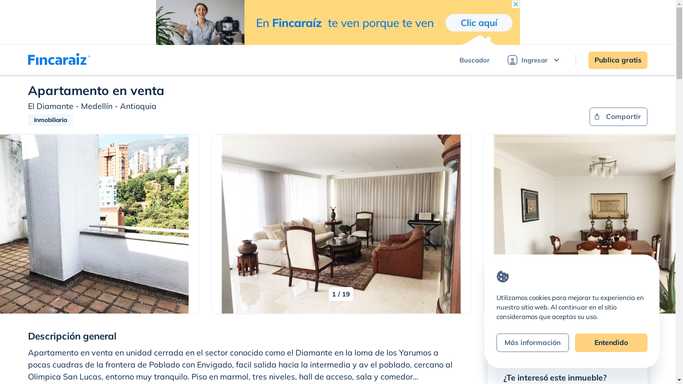 En Fincaraíz te ven porque te ven
Clic aquí
Fincaraíz
Buscador
Ingresar
Publica gratis
Apartamento en venta
El Diamante - Medellín - Antioquia
Inmobiliaria
Compartir
1 / 19
Utilizamos cookies para mejorar tu experiencia en
nuestro sitio web. Al continuar en el sitio
consideramos que aceptas su uso.
Más información
Entendido
Descripción general
Apartamento en venta en unidad cerrada en el sector conocido como el Diamante en la loma de los Yarumos a
pocas cuadras de la frontera de Poblado con Envigado, facil salida hacia la intermedia y av el poblado, cercano al
Olimpica San Lucas, entorno muy tranquilo. Piso en marmol, tres niveles, hall de acceso, sala y comedor...
¿Te interesó este inmueble?